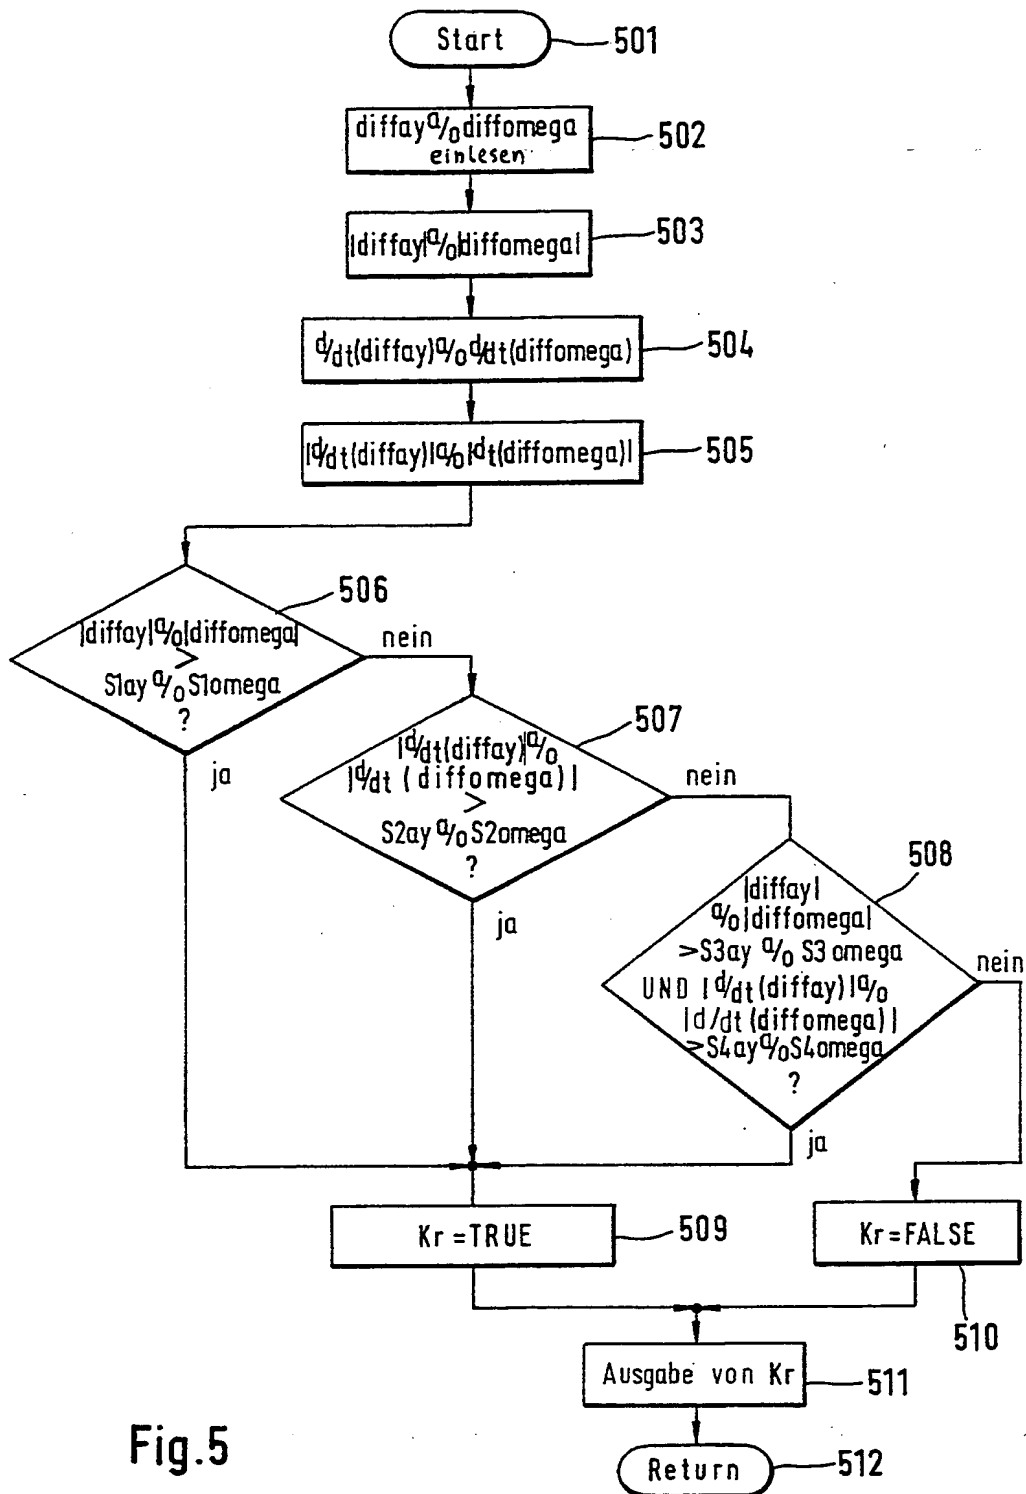 Start
501
diffay a/o diffomega
einlesen
502
|diffay| a/o |diffomega|
503
d/dt(diffay) a/o d/dt(diffomega)
504
|d/dt(diffay)| a/o |dt(diffomega)|
505
506
|diffay| a/o |diffomega|
>
S1ay a/o S1omega
?
nein
ja
507
|d/dt(diffay)| a/o
|d/dt (diffomega)|
>
S2ay a/o S2omega
?
nein
ja
508
|diffay|
a/o |diffomega|
>S3ay a/o S3omega
UND |d/dt(diffay)| a/o
|d/dt(diffomega)|
>S4ay a/o S4omega
?
nein
ja
Kr=TRUE
509
Kr=FALSE
510
Ausgabe von Kr
511
Return
512
Fig.5